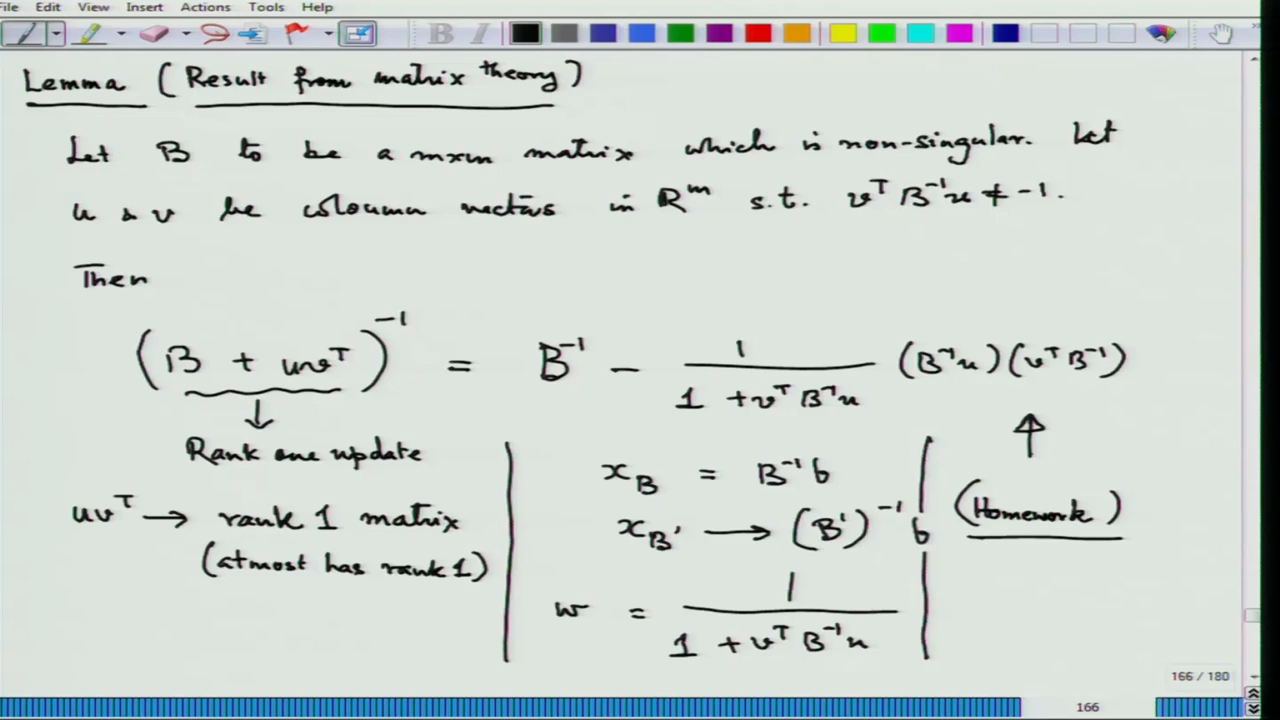 File Edit View Insert Actions Tools Help
Lemma (Result from matrix theory)
Let B to be a mxm matrix which is non-singular. Let
u & v be coloumn vectors in R^m s.t. v^T B^-1 u ≠ -1.
Then
(B + uv^T)^-1 = B^-1 - 1/(1 + v^T B^-1 u) (B^-1 u)(v^T B^-1)
Rank one update
uv^T → rank 1 matrix
(atmost has rank 1)
x_B = B^-1 b
x_B' → (B')^-1 b
w = 1/(1 + v^T B^-1 u)
(Homework)
166 / 180
166